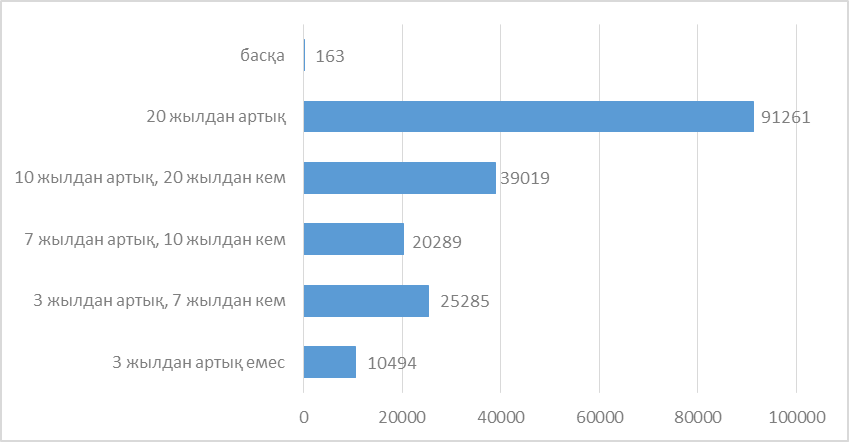 басқа
163
20 жылдан артық
91261
10 жылдан артық, 20 жылдан кем
39019
7 жылдан артық, 10 жылдан кем
20289
3 жылдан артық, 7 жылдан кем
25285
3 жылдан артық емес
10494
0 20000 40000 60000 80000 100000